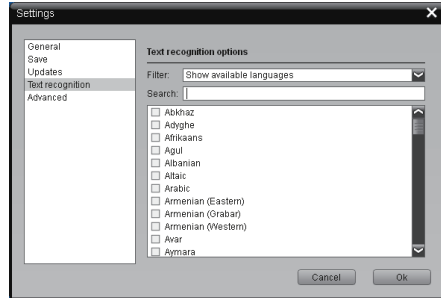 Settings
General
Save
Updates
Text recognition
Advanced
Text recognition options
Filter: Show available languages
Search:
Abkhaz
Adyghe
Afrikaans
Agul
Albanian
Altaic
Arabic
Armenian (Eastern)
Armenian (Grabar)
Armenian (Western)
Avar
Aymara
Cancel Ok